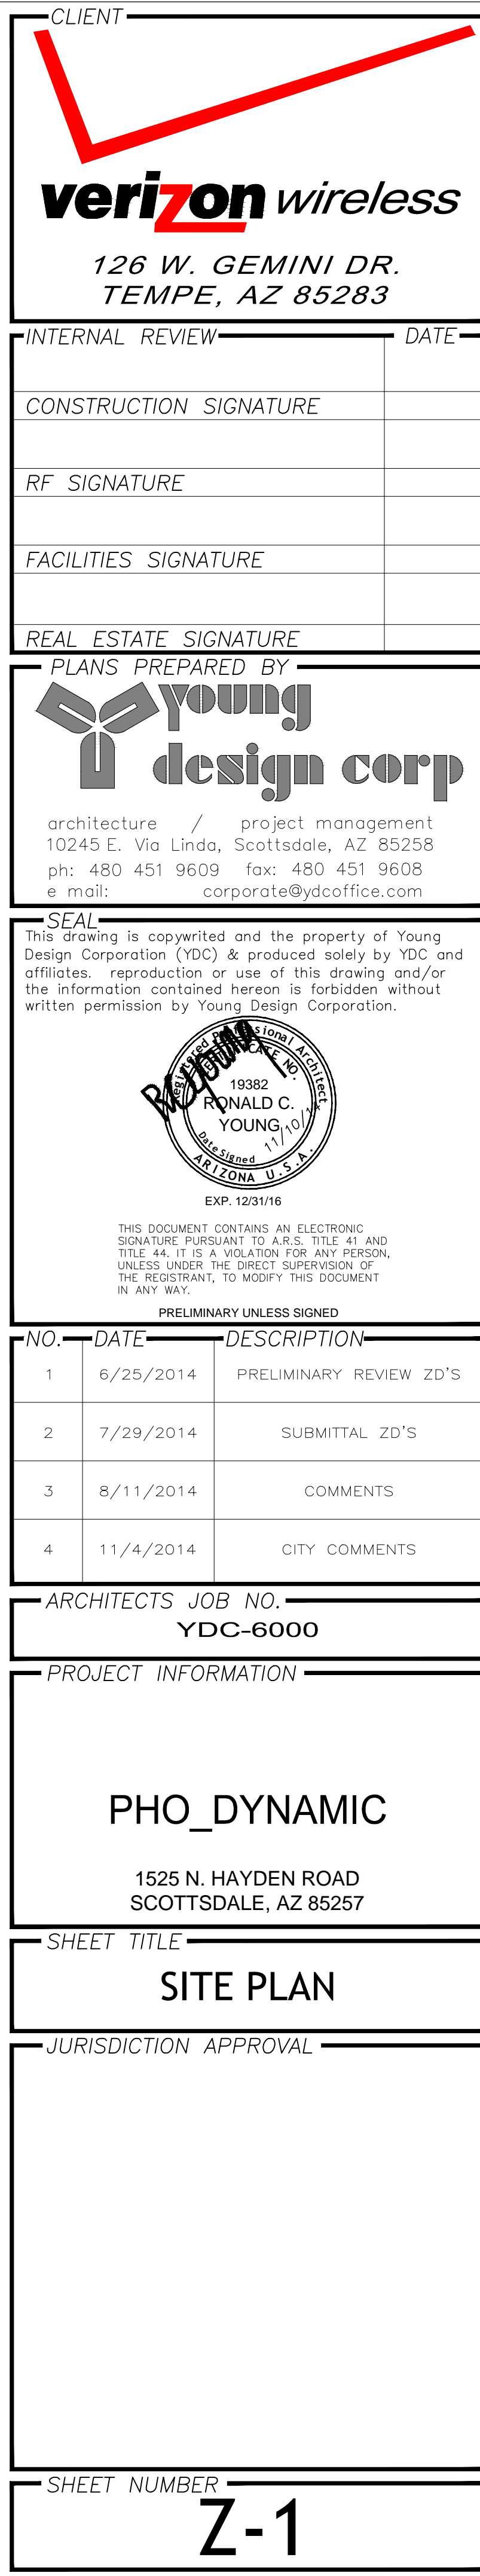 CLIENT
verizon wireless
126 W. GEMINI DR.
TEMPE, AZ 85283
INTERNAL REVIEW DATE
CONSTRUCTION SIGNATURE
RF SIGNATURE
FACILITIES SIGNATURE
REAL ESTATE SIGNATURE
PLANS PREPARED BY
young
design corp
architecture / project management
10245 E. Via Linda, Scottsdale, AZ 85258
ph: 480 451 9609 fax: 480 451 9608
e mail: corporate@ydcoffice.com
SEAL
This drawing is copywrited and the property of Young
Design Corporation (YDC) & produced solely by YDC and
affiliates. reproduction or use of this drawing and/or
the information contained hereon is forbidden without
written permission by Young Design Corporation.
Registered Professional Architect
CERTIFICATE NO.
19382
RONALD C.
YOUNG
Date Signed
ARIZONA U.S.A.
EXP. 12/31/16
THIS DOCUMENT CONTAINS AN ELECTRONIC
SIGNATURE PURSUANT TO A.R.S. TITLE 41 AND
TITLE 44. IT IS A VIOLATION FOR ANY PERSON,
UNLESS UNDER THE DIRECT SUPERVISION OF
THE REGISTRANT, TO MODIFY THIS DOCUMENT
IN ANY WAY.
PRELIMINARY UNLESS SIGNED
NO. DATE DESCRIPTION
1 6/25/2014 PRELIMINARY REVIEW ZD'S
2 7/29/2014 SUBMITTAL ZD'S
3 8/11/2014 COMMENTS
4 11/4/2014 CITY COMMENTS
ARCHITECTS JOB NO.
YDC-6000
PROJECT INFORMATION
PHO_DYNAMIC
1525 N. HAYDEN ROAD
SCOTTSDALE, AZ 85257
SHEET TITLE
SITE PLAN
JURISDICTION APPROVAL
SHEET NUMBER
Z-1